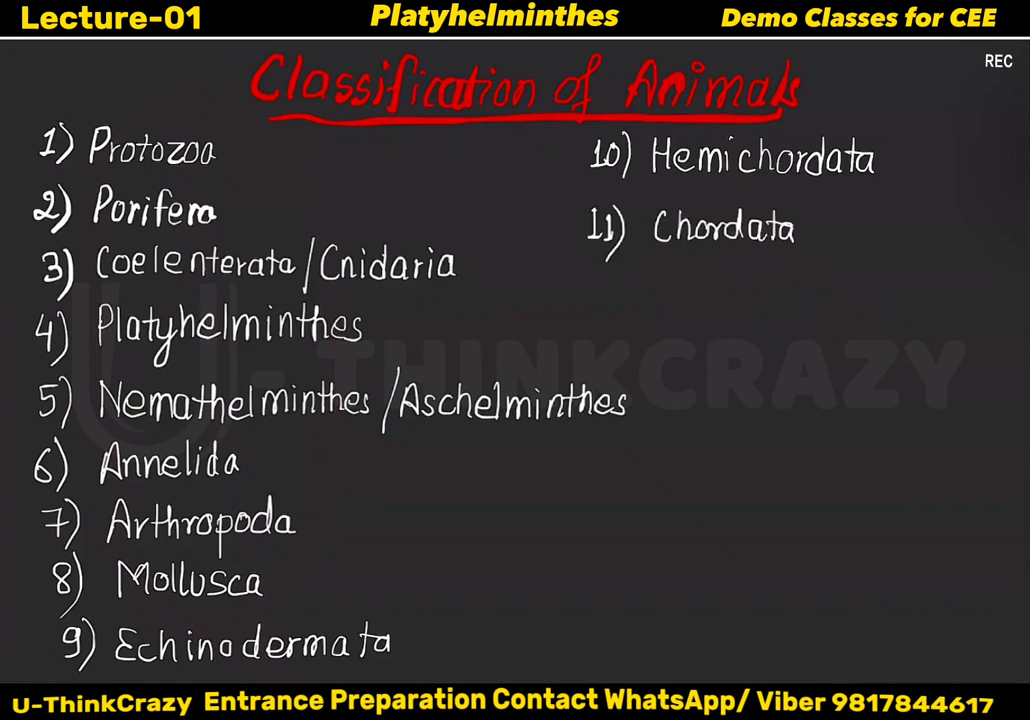 Lecture-01 Platyhelminthes Demo Classes for CEE
REC
Classification of Animals
1) Protozoa
2) Porifera
3) Coelenterata/Cnidaria
4) Platyhelminthes
5) Nemathelminthes/Aschelminthes
6) Annelida
7) Arthropoda
8) Mollusca
9) Echinodermata
10) Hemichordata
11) Chordata
U-THINKCRAZY
U-ThinkCrazy Entrance Preparation Contact WhatsApp/ Viber 9817844617